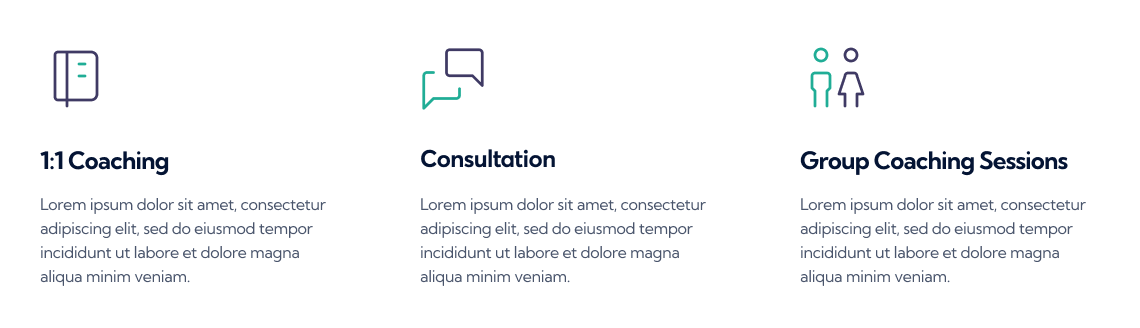 1:1 Coaching
Lorem ipsum dolor sit amet, consectetur
adipiscing elit, sed do eiusmod tempor
incididunt ut labore et dolore magna
aliqua minim veniam.
Consultation
Lorem ipsum dolor sit amet, consectetur
adipiscing elit, sed do eiusmod tempor
incididunt ut labore et dolore magna
aliqua minim veniam.
Group Coaching Sessions
Lorem ipsum dolor sit amet, consectetur
adipiscing elit, sed do eiusmod tempor
incididunt ut labore et dolore magna
aliqua minim veniam.